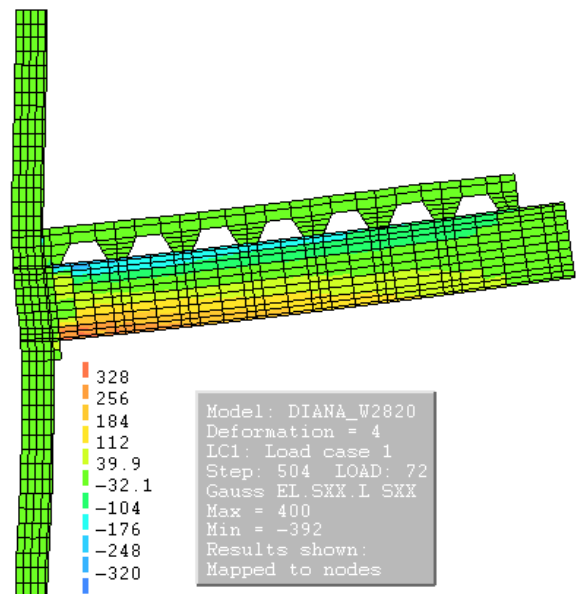 328
256
184
112
39.9
-32.1
-104
-176
-248
-320
Model: DIANA_W2820
Deformation = 4
LC1: Load case 1
Step: 504 LOAD: 72
Gauss EL.SXX.L SXX
Max = 400
Min = -392
Results shown:
Mapped to nodes